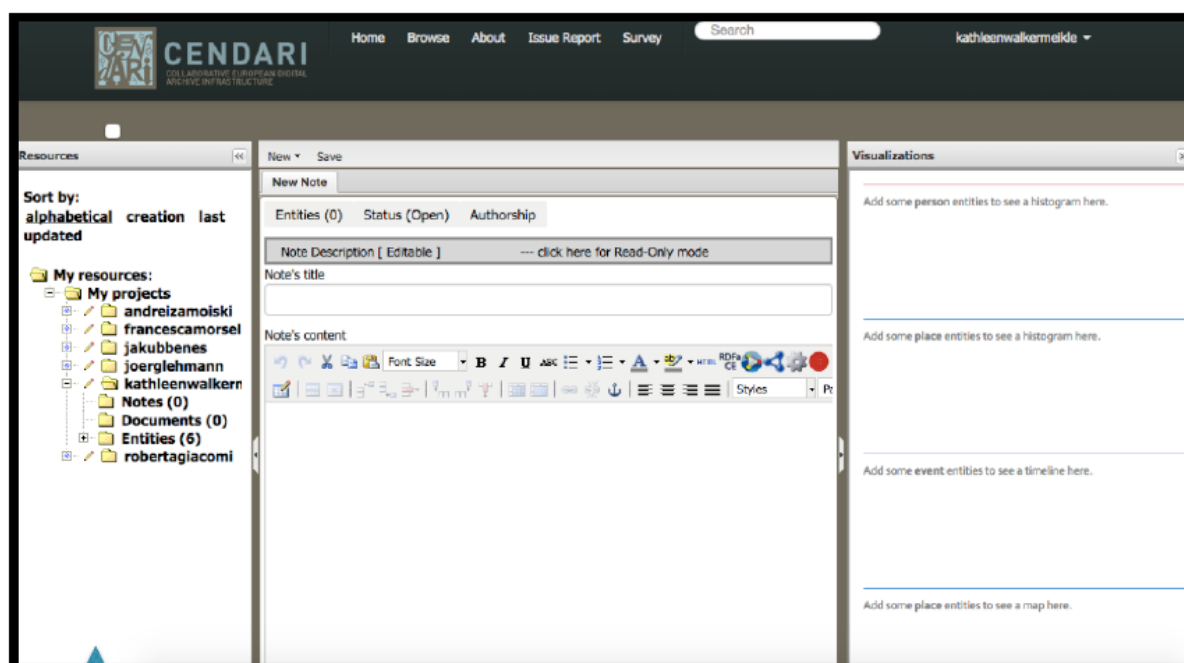 CENDARI
COLLABORATIVE EUROPEAN DIGITAL
ARCHIVE INFRASTRUCTURE
Home Browse About Issue Report Survey
Search
kathleenwalkermeikle
Resources
Sort by:
alphabetical creation last
updated
My resources:
My projects
andreizamoiski
francescamorsel
jakubbenes
joerglehmann
kathleenwalkern
Notes (0)
Documents (0)
Entities (6)
robertagiacomi
New Save
New Note
Entities (0) Status (Open) Authorship
Note Description [ Editable ] --- click here for Read-Only mode
Note's title
Note's content
Font Size B I U ABC A HTML RDFa
CE
Styles
Visualizations
Add some person entities to see a histogram here.
Add some place entities to see a histogram here.
Add some event entities to see a timeline here.
Add some place entities to see a map here.